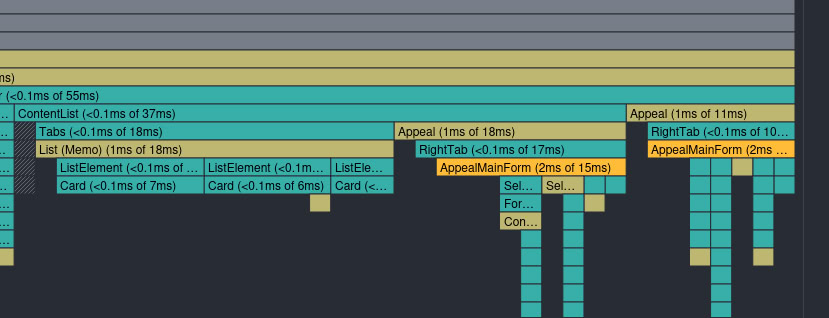 ms)
r (<0.1ms of 55ms)
... ContentList (<0.1ms of 37ms) Appeal (1ms of 11ms)
... Tabs (<0.1ms of 18ms) Appeal (1ms of 18ms) RightTab (<0.1ms of 10...
... List (Memo) (1ms of 18ms) RightTab (<0.1ms of 17ms) AppealMainForm (2ms ...
... ListElement (<0.1ms of ... ListElement (<0.1m... ListEle... AppealMainForm (2ms of 15ms)
... Card (<0.1ms of 7ms) Card (<0.1ms of 6ms) Card (<... Sel... Sel...
... For...
... Con...
...